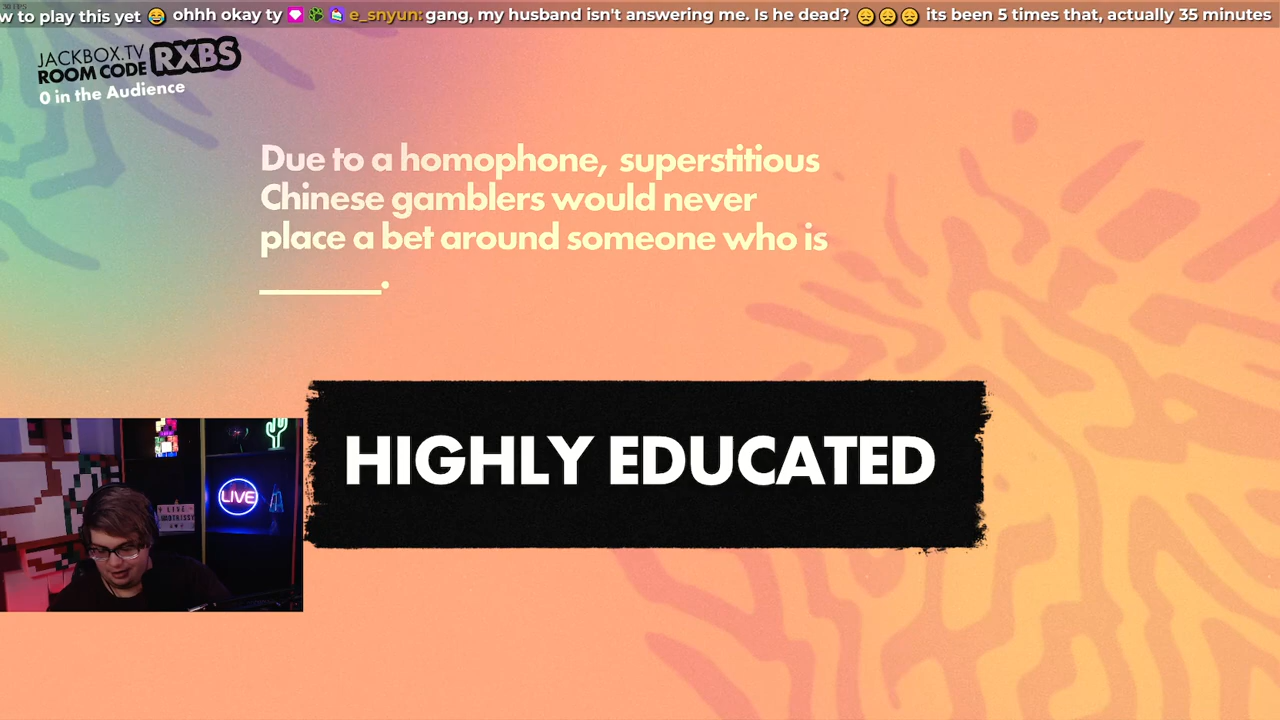 w to play this yet 😂 ohhh okay ty e_snyun: gang, my husband isn't answering me. Is he dead? 😔😔😔 its been 5 times that, actually 35 minutes
JACKBOX.TV
ROOM CODE RXBS
0 in the Audience
Due to a homophone, superstitious
Chinese gamblers would never
place a bet around someone who is
______.
HIGHLY EDUCATED
LIVE